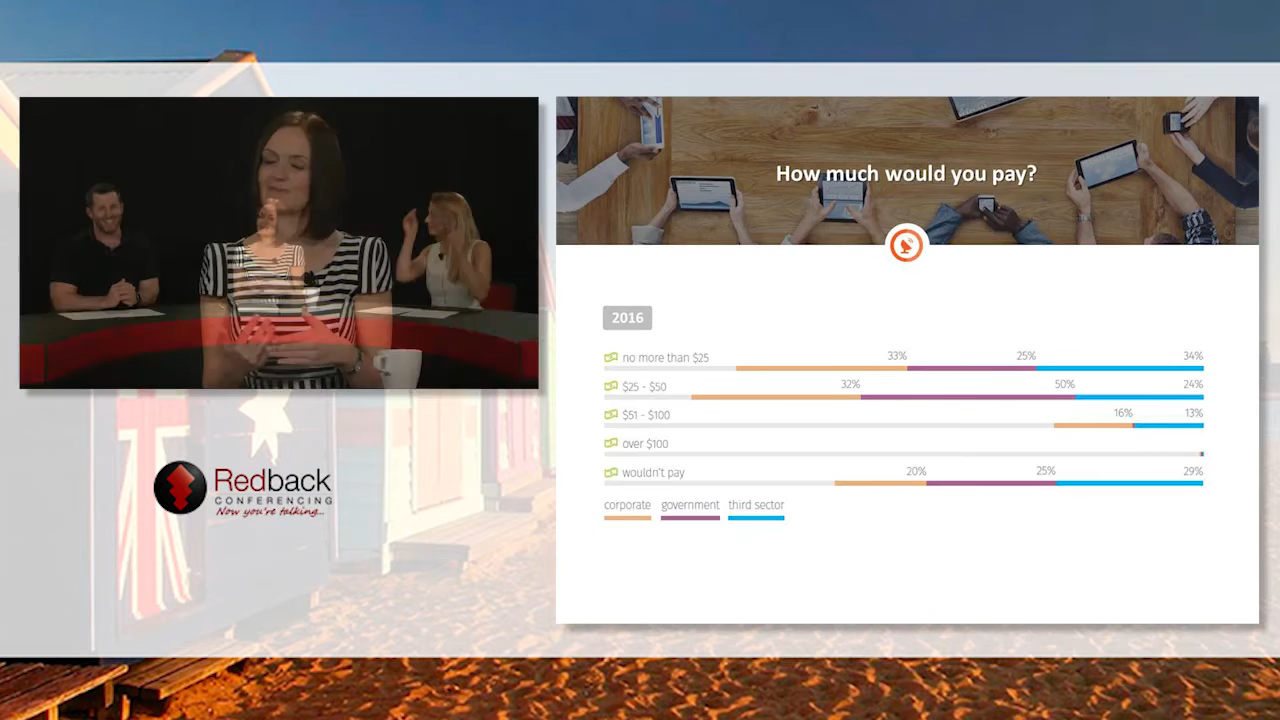 How much would you pay?
2016
no more than $25 33% 25% 34%
$25 - $50 32% 50% 24%
$51 - $100 16% 13%
over $100
wouldn't pay 20% 25% 29%
corporate government third sector
Redback
CONFERENCING
Now you're talking...